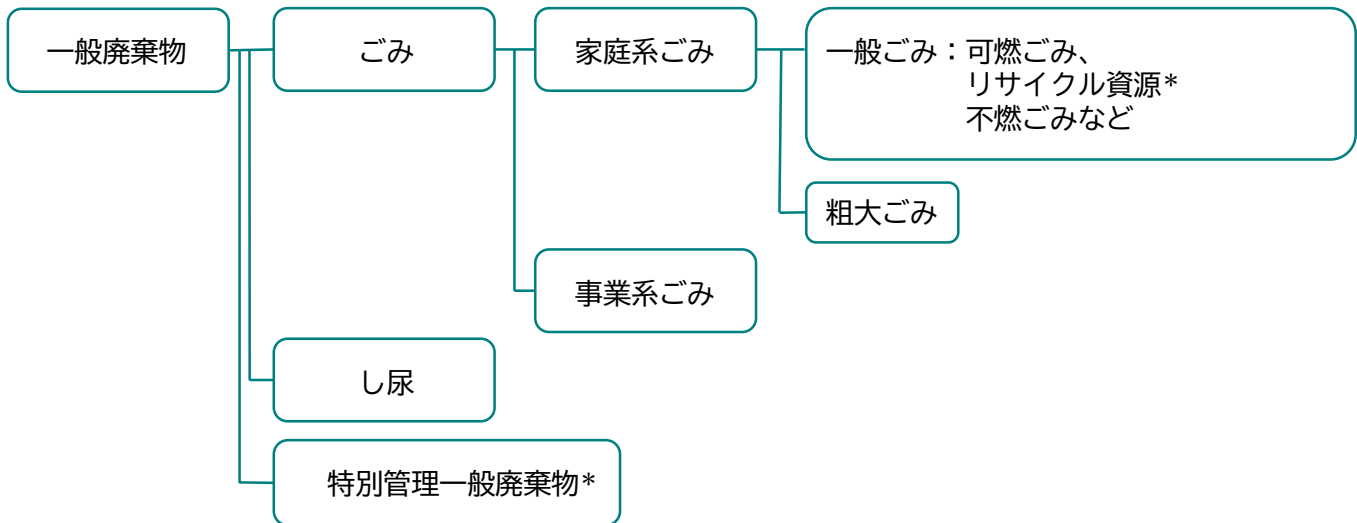 一般廃棄物
ごみ
家庭系ごみ
一般ごみ：可燃ごみ、
リサイクル資源*
不燃ごみなど
粗大ごみ
事業系ごみ
し尿
特別管理一般廃棄物*